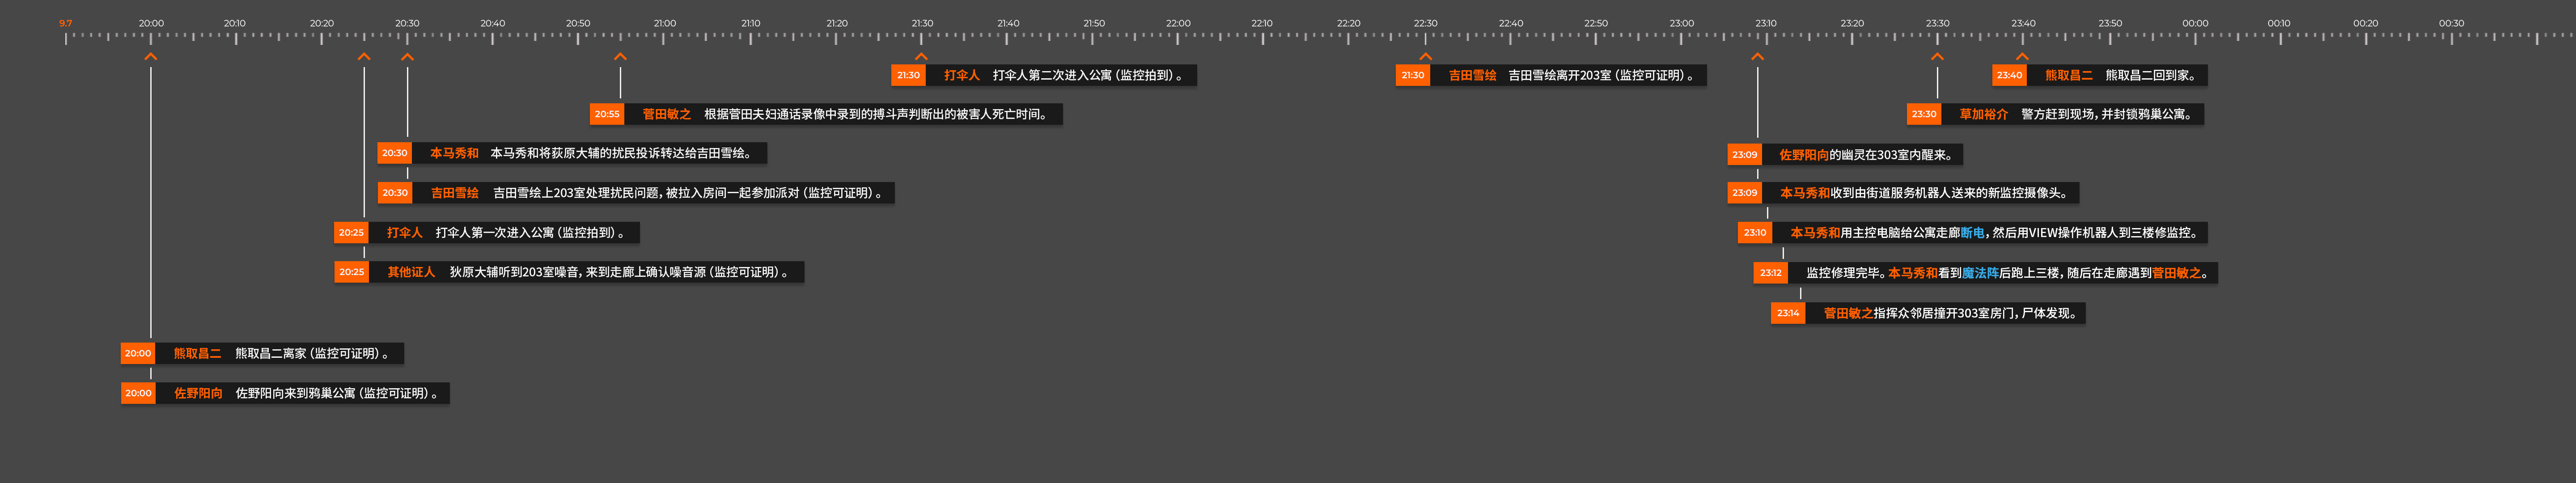 9.7 20:00 20:10 20:20 20:30 20:40 20:50 21:00 21:10 21:20 21:30 21:40 21:50 22:00 22:10 22:20 22:30 22:40 22:50 23:00 23:10 23:20 23:30 23:40 23:50 00:00 00:10 00:20 00:30
21:30 打伞人 打伞人第二次进入公寓（监控拍到）。
21:30 吉田雪绘 吉田雪绘离开203室（监控可证明）。
23:40 熊取昌二 熊取昌二回到家。
20:55 菅田敏之 根据菅田夫妇通话录像中录到的搏斗声判断出的被害人死亡时间。
23:30 草加裕介 警方赶到现场，并封锁鸦巢公寓。
20:30 本马秀和 本马秀和将荻原大辅的扰民投诉转达给吉田雪绘。
23:09 佐野阳向的幽灵在303室内醒来。
20:30 吉田雪绘 吉田雪绘上203室处理扰民问题，被拉入房间一起参加派对（监控可证明）。
23:09 本马秀和收到由街道服务机器人送来的新监控摄像头。
20:25 打伞人 打伞人第一次进入公寓（监控拍到）。
23:10 本马秀和用主控电脑给公寓走廊断电，然后用VIEW操作机器人到三楼修监控。
20:25 其他证人 狄原大辅听到203室噪音，来到走廊上确认噪音源（监控可证明）。
23:12 监控修理完毕。本马秀和看到魔法阵后跑上三楼，随后在走廊遇到菅田敏之。
23:14 菅田敏之指挥众邻居撞开303室房门，尸体发现。
20:00 熊取昌二 熊取昌二离家（监控可证明）。
20:00 佐野阳向 佐野阳向来到鸦巢公寓（监控可证明）。